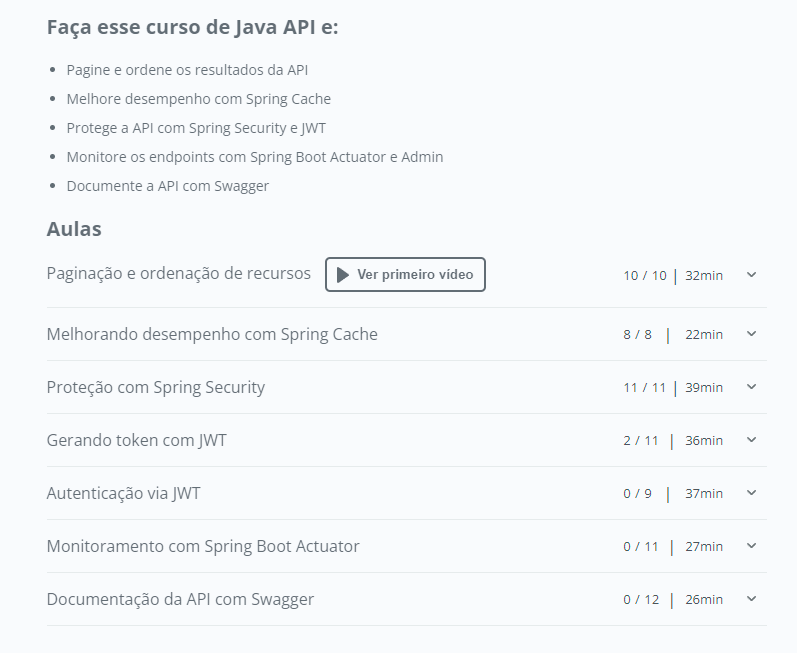 Faça esse curso de Java API e:
Pagine e ordene os resultados da API
Melhore desempenho com Spring Cache
Protege a API com Spring Security e JWT
Monitore os endpoints com Spring Boot Actuator e Admin
Documente a API com Swagger
Aulas
Paginação e ordenação de recursos Ver primeiro vídeo 10 / 10 | 32min
Melhorando desempenho com Spring Cache 8 / 8 | 22min
Proteção com Spring Security 11 / 11 | 39min
Gerando token com JWT 2 / 11 | 36min
Autenticação via JWT 0 / 9 | 37min
Monitoramento com Spring Boot Actuator 0 / 11 | 27min
Documentação da API com Swagger 0 / 12 | 26min